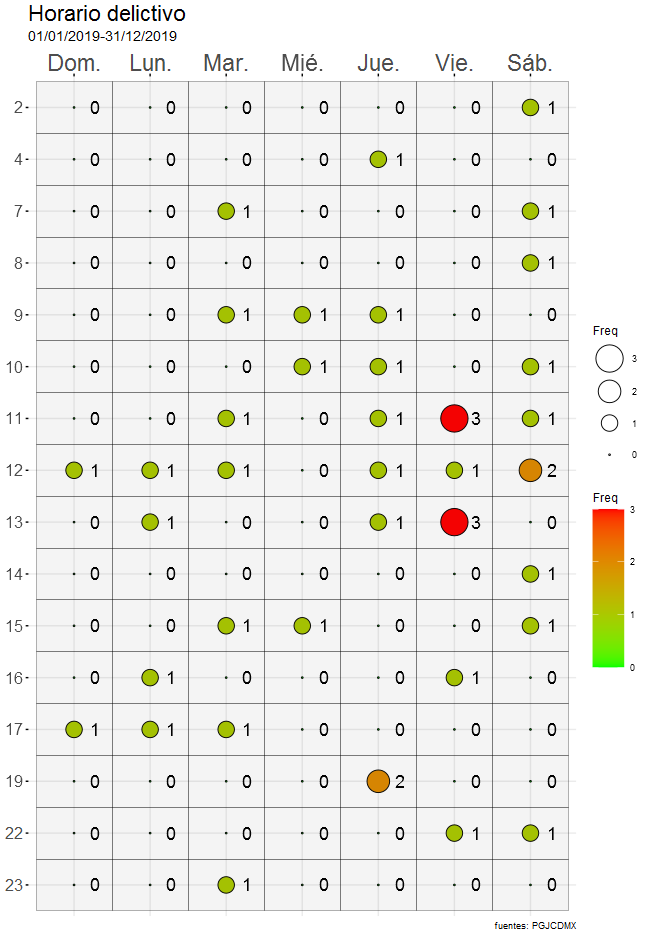 Horario delictivo
01/01/2019-31/12/2019
Dom. Lun. Mar. Mié. Jue. Vie. Sáb.
2 0 0 0 0 0 0 1
4 0 0 0 0 1 0 0
7 0 0 1 0 0 0 1
8 0 0 0 0 0 0 1
9 0 0 1 1 1 0 0
10 0 0 0 1 1 0 1
11 0 0 1 0 1 3 1
12 1 1 1 0 1 1 2
13 0 1 0 0 1 3 0
14 0 0 0 0 0 0 1
15 0 0 1 1 0 0 1
16 0 1 0 0 0 1 0
17 1 1 1 0 0 0 0
19 0 0 0 0 2 0 0
22 0 0 0 0 0 1 1
23 0 0 1 0 0 0 0
Freq
3
2
1
0
Freq
3
2
1
0
fuentes: PGJCDMX